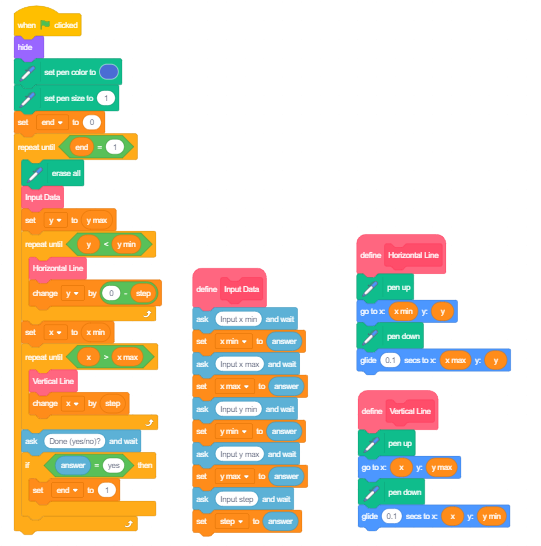 when clicked
hide
set pen color to
set pen size to 1
set end to 0
repeat until end = 1
erase all
Input Data
set y to y max
repeat until y < y min
Horizontal Line
change y by 0 - step
set x to x min
repeat until x > x max
Vertical Line
change x by step
ask Done (yes/no)? and wait
if answer = yes then
set end to 1
define Input Data
ask Input x min and wait
set x min to answer
ask Input x max and wait
set x max to answer
ask Input y min and wait
set y min to answer
ask Input y max and wait
set y max to answer
ask Input step and wait
set step to answer
define Horizontal Line
pen up
go to x: x min y: y
pen down
glide 0.1 secs to x: x max y: y
define Vertical Line
pen up
go to x: x y: y max
pen down
glide 0.1 secs to x: x y: y min